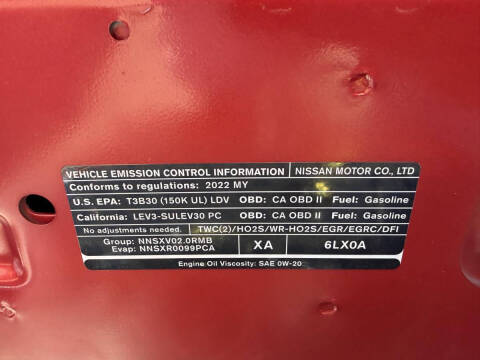 VEHICLE EMISSION CONTROL INFORMATION NISSAN MOTOR CO., LTD
Conforms to regulations: 2022 MY
U.S. EPA: T3B30 (150K UL) LDV OBD: CA OBD II Fuel: Gasoline
California: LEV3-SULEV30 PC OBD: CA OBD II Fuel: Gasoline
No adjustments needed. TWC(2)/HO2S/WR-HO2S/EGR/EGRC/DFI
Group: NNSXV02.0RMB
Evap: NNSXR0099PCA XA 6LX0A
Engine Oil Viscosity: SAE 0W-20